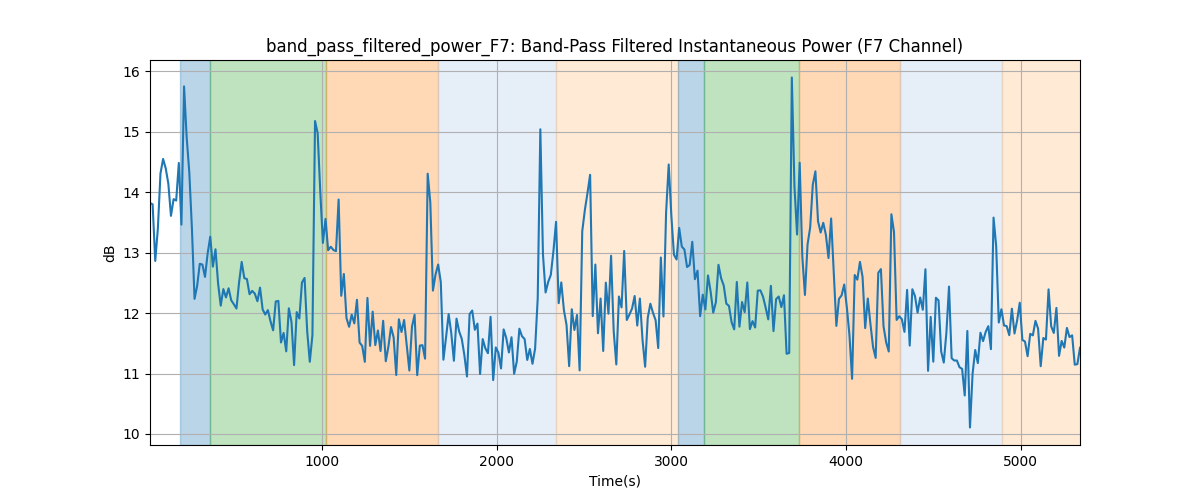 band_pass_filtered_power_F7: Band-Pass Filtered Instantaneous Power (F7 Channel)
16
15
14
13
12
11
10
dB
1000 2000 3000 4000 5000
Time(s)